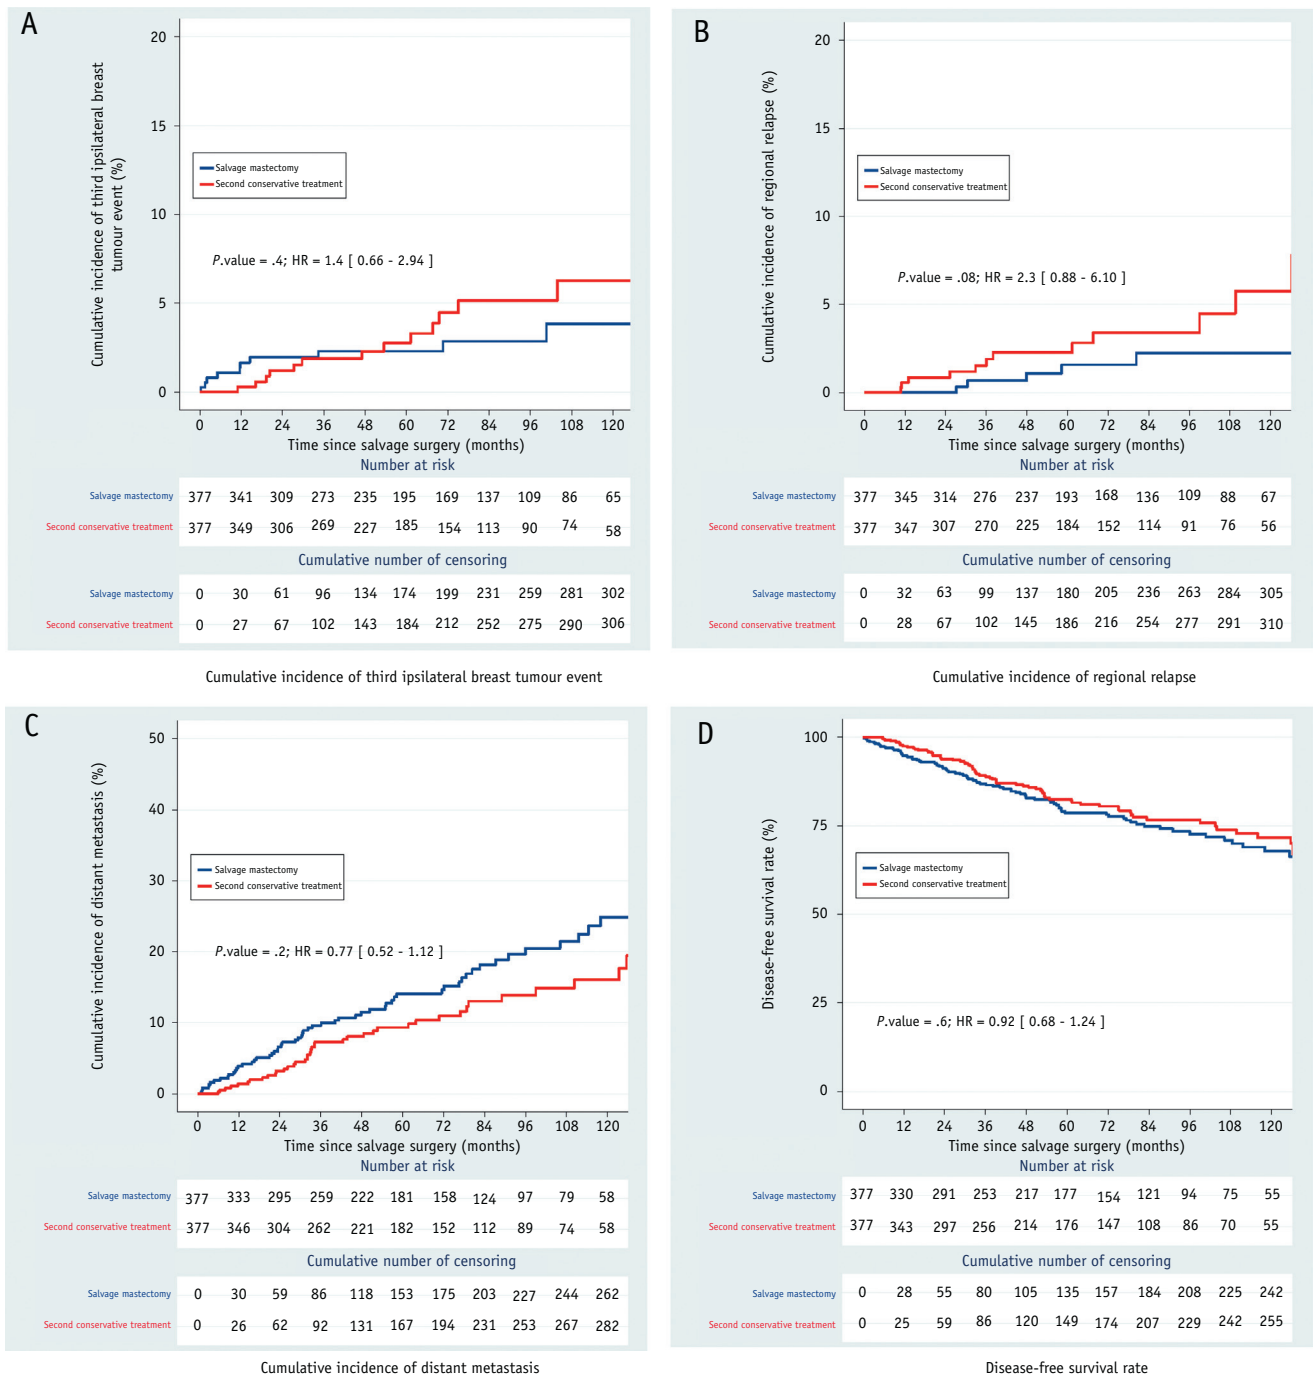 A
Cumulative incidence of third ipsilateral breast
tumour event (%)
20
15
10
5
0
Salvage mastectomy
Second conservative treatment
P.value = .4; HR = 1.4 [ 0.66 - 2.94 ]
0 12 24 36 48 60 72 84 96 108 120
Time since salvage surgery (months)
Number at risk
Salvage mastectomy 377 341 309 273 235 195 169 137 109 86 65
Second conservative treatment 377 349 306 269 227 185 154 113 90 74 58
Cumulative number of censoring
Salvage mastectomy 0 30 61 96 134 174 199 231 259 281 302
Second conservative treatment 0 27 67 102 143 184 212 252 275 290 306
Cumulative incidence of third ipsilateral breast tumour event
B
Cumulative incidence of regional relapse (%)
20
15
10
5
0
Salvage mastectomy
Second conservative treatment
P.value = .08; HR = 2.3 [ 0.88 - 6.10 ]
0 12 24 36 48 60 72 84 96 108 120
Time since salvage surgery (months)
Number at risk
Salvage mastectomy 377 345 314 276 237 193 168 136 109 88 67
Second conservative treatment 377 347 307 270 225 184 152 114 91 76 56
Cumulative number of censoring
Salvage mastectomy 0 32 63 99 137 180 205 236 263 284 305
Second conservative treatment 0 28 67 102 145 186 216 254 277 291 310
Cumulative incidence of regional relapse
C
Cumulative incidence of distant metastasis (%)
50
40
30
20
10
0
Salvage mastectomy
Second conservative treatment
P.value = .2; HR = 0.77 [ 0.52 - 1.12 ]
0 12 24 36 48 60 72 84 96 108 120
Time since salvage surgery (months)
Number at risk
Salvage mastectomy 377 333 295 259 222 181 158 124 97 79 58
Second conservative treatment 377 346 304 262 221 182 152 112 89 74 58
Cumulative number of censoring
Salvage mastectomy 0 30 59 86 118 153 175 203 227 244 262
Second conservative treatment 0 26 62 92 131 167 194 231 253 267 282
Cumulative incidence of distant metastasis
D
Disease-free survival rate (%)
100
75
50
25
0
Salvage mastectomy
Second conservative treatment
P.value = .6; HR = 0.92 [ 0.68 - 1.24 ]
0 12 24 36 48 60 72 84 96 108 120
Time since salvage surgery (months)
Number at risk
Salvage mastectomy 377 330 291 253 217 177 154 121 94 75 55
Second conservative treatment 377 343 297 256 214 176 147 108 86 70 55
Cumulative number of censoring
Salvage mastectomy 0 28 55 80 105 135 157 184 208 225 242
Second conservative treatment 0 25 59 86 120 149 174 207 229 242 255
Disease-free survival rate